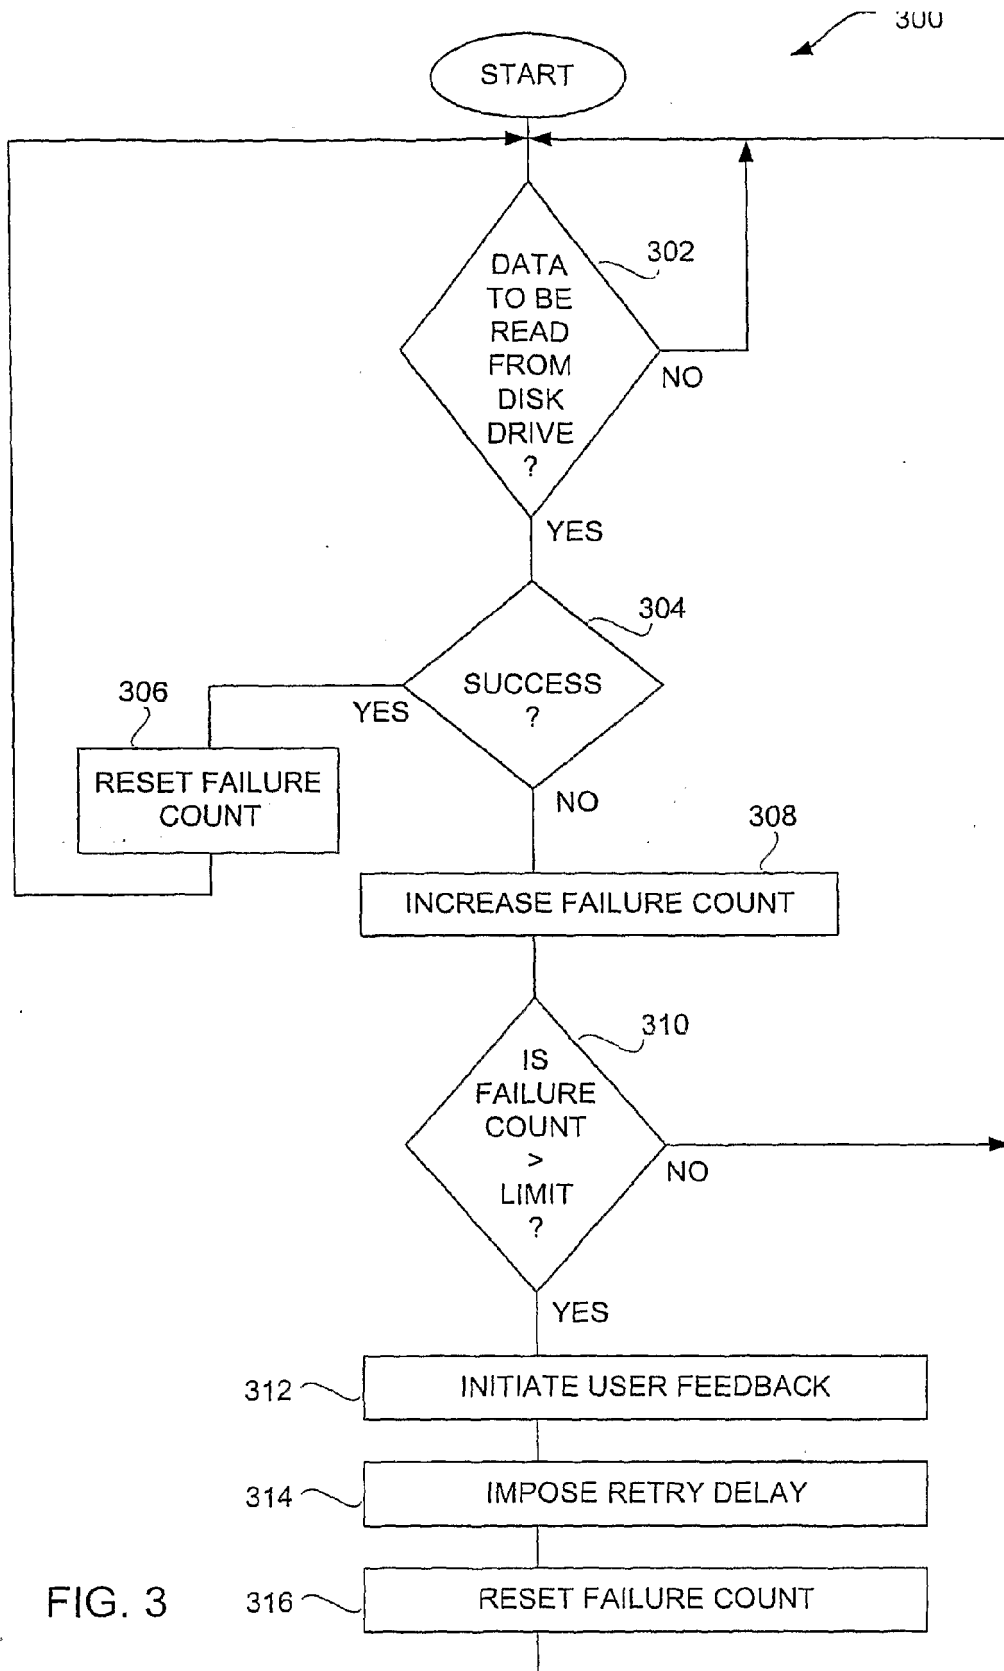 300
START
302
DATA
TO BE
READ
FROM
DISK
DRIVE
?
NO
YES
304
SUCCESS
?
YES
306
RESET FAILURE
COUNT
NO
308
INCREASE FAILURE COUNT
310
IS
FAILURE
COUNT
>
LIMIT
?
NO
YES
312
INITIATE USER FEEDBACK
314
IMPOSE RETRY DELAY
316
RESET FAILURE COUNT
FIG. 3